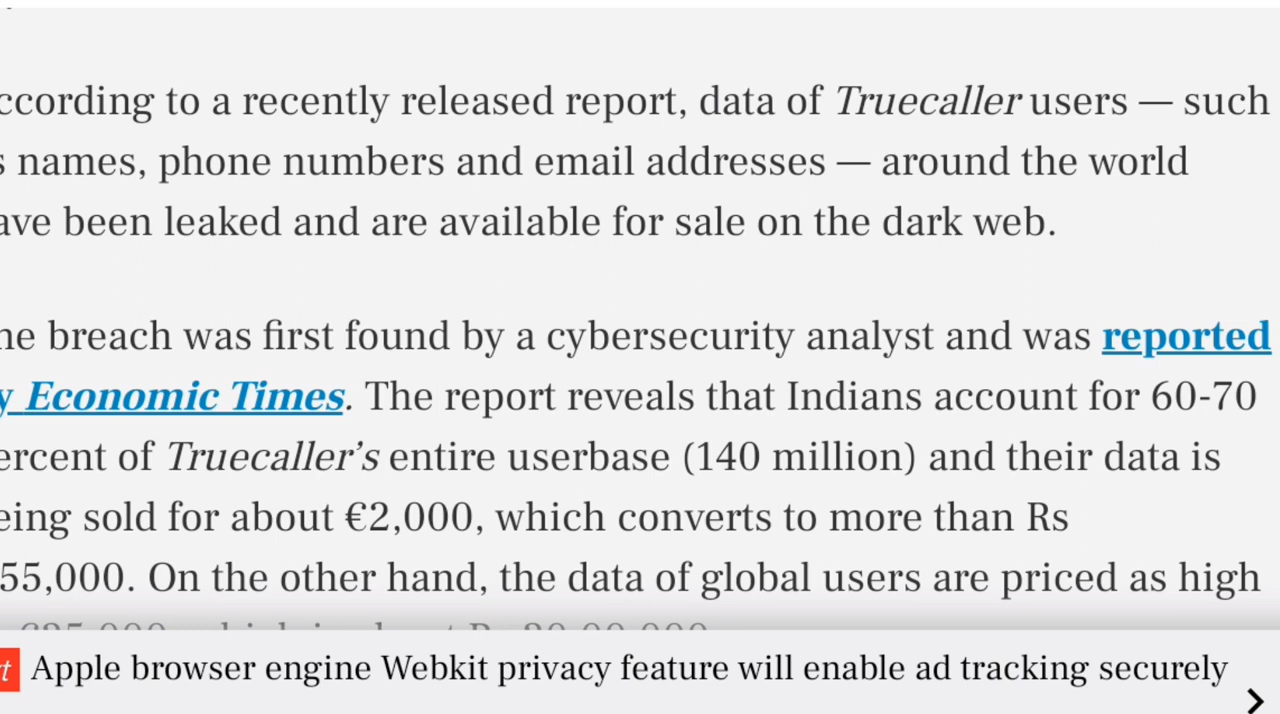 ccording to a recently released report, data of Truecaller users — such
s names, phone numbers and email addresses — around the world
ave been leaked and are available for sale on the dark web.
he breach was first found by a cybersecurity analyst and was reported
y Economic Times. The report reveals that Indians account for 60-70
ercent of Truecaller’s entire userbase (140 million) and their data is
eing sold for about €2,000, which converts to more than Rs
55,000. On the other hand, the data of global users are priced as high
Apple browser engine Webkit privacy feature will enable ad tracking securely